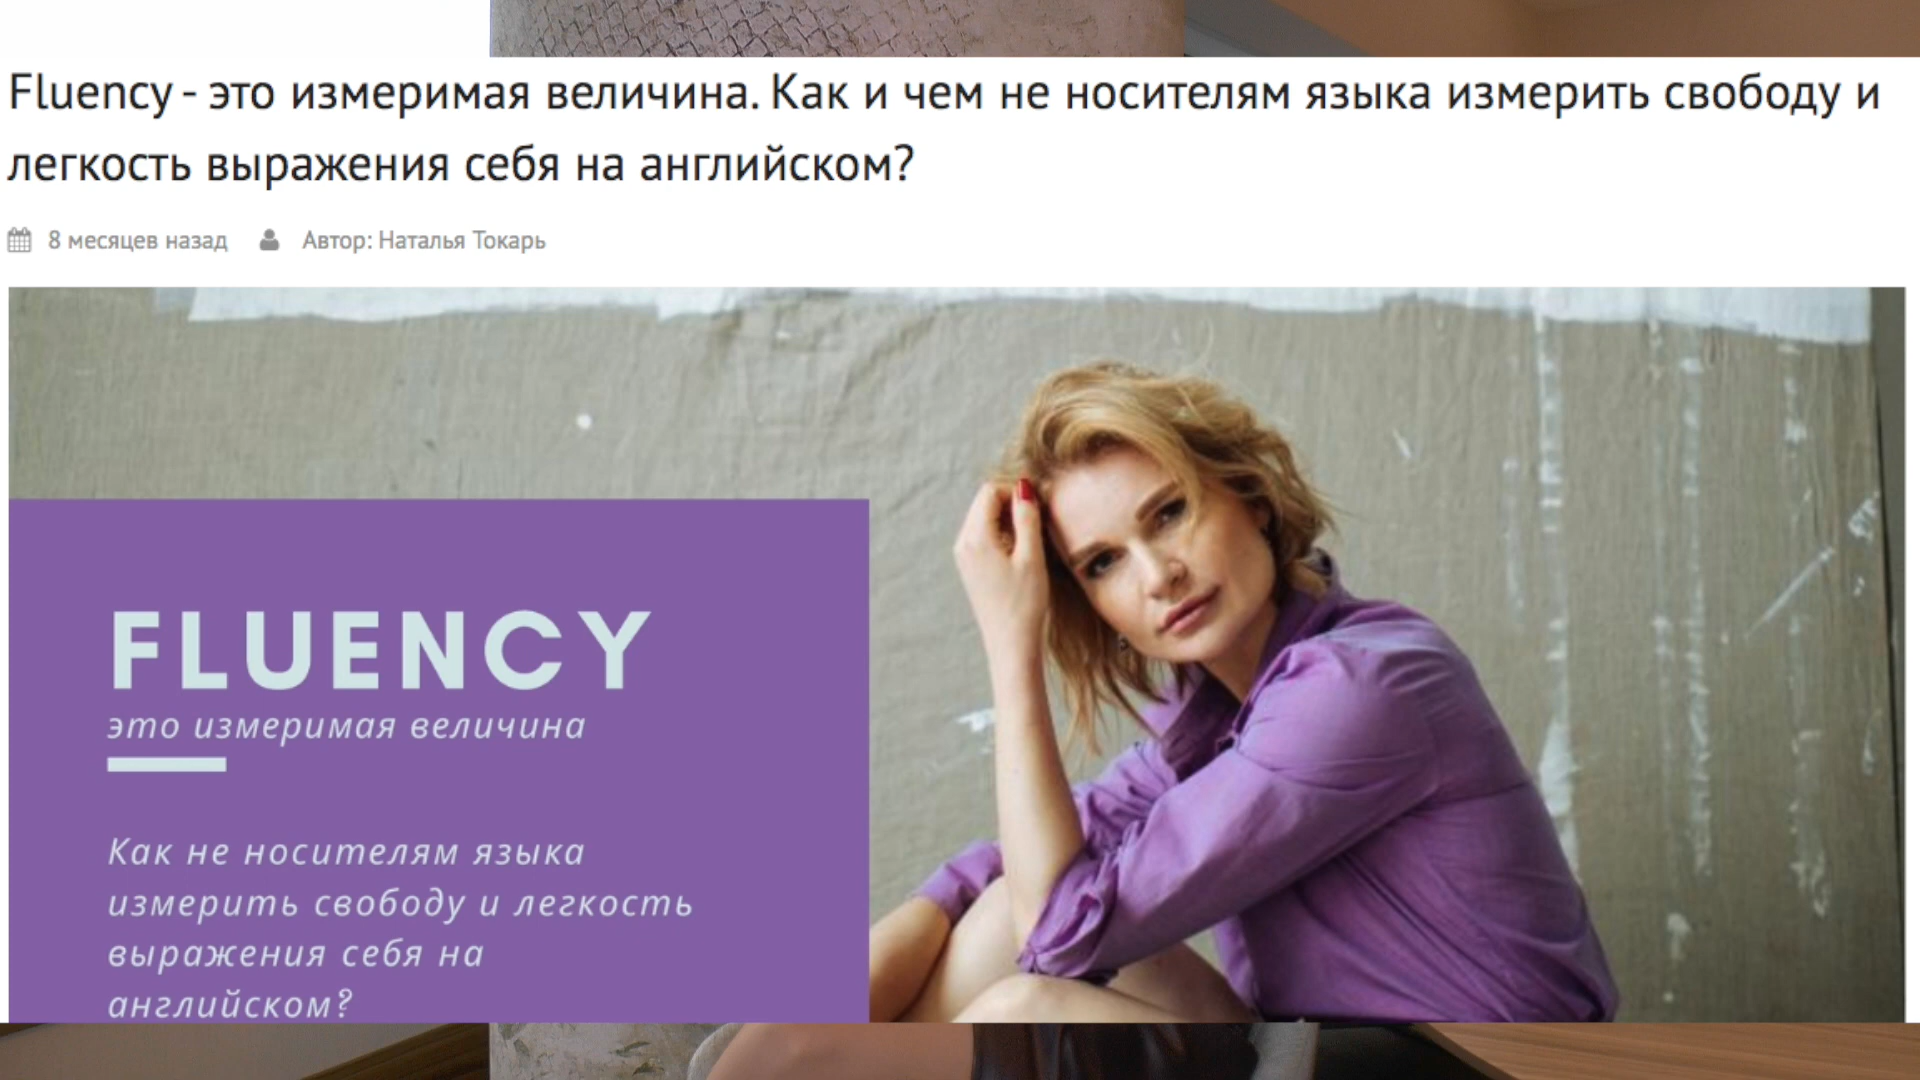 Fluency - это измеримая величина. Как и чем не носителям языка измерить свободу и
легкость выражения себя на английском?
8 месяцев назад Автор: Наталья Токарь
FLUENCY
это измеримая величина
Как не носителям языка
измерить свободу и легкость
выражения себя на
английском?